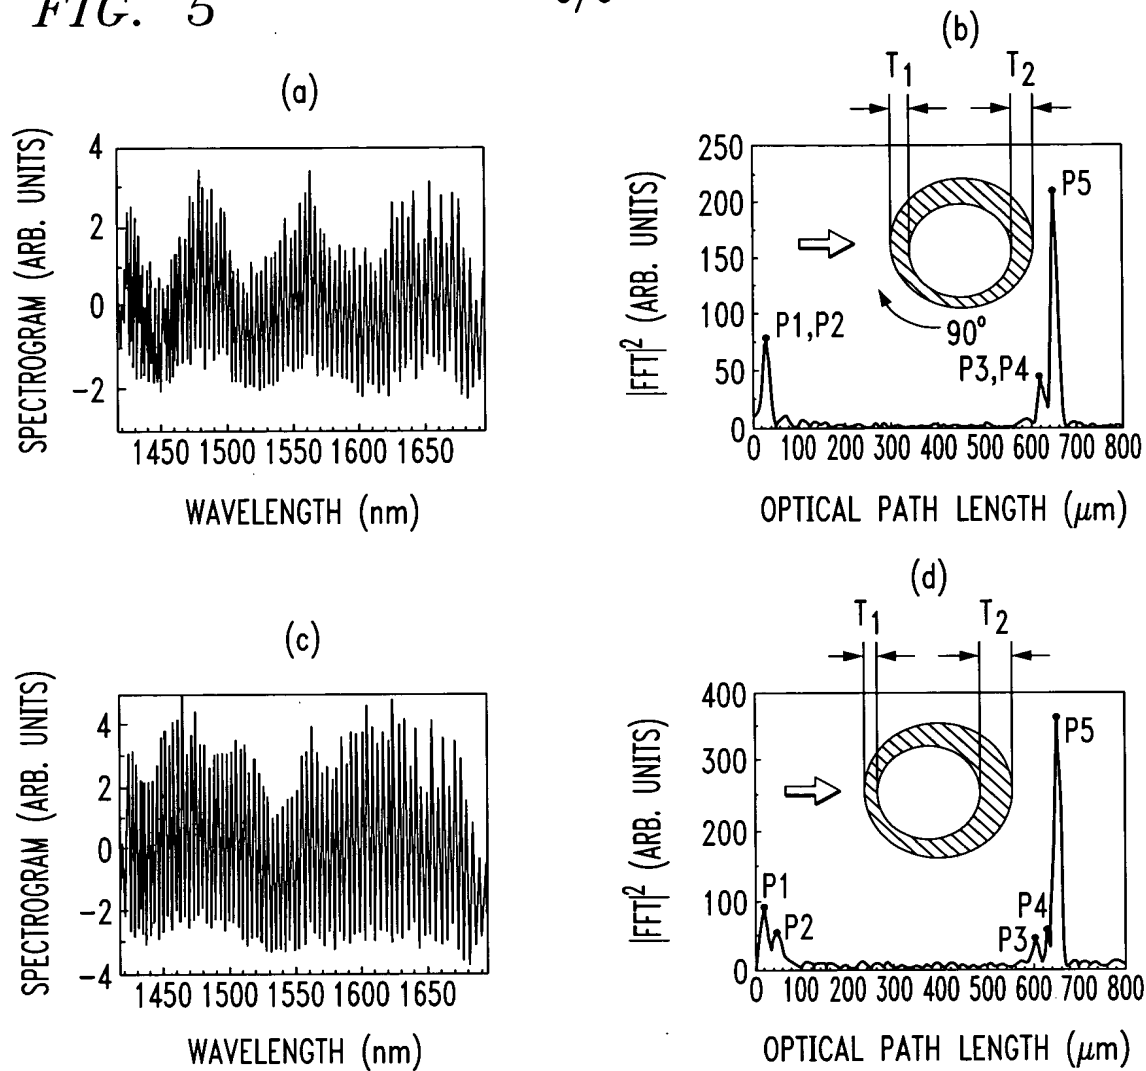 FIG. 5
(a)
SPECTROGRAM (ARB. UNITS)
4
2
0
−2
1450 1500 1550 1600 1650
WAVELENGTH (nm)
(b)
T1 T2
|FFT|² (ARB. UNITS)
250
200
150
100
50
0
P1,P2
90º
P3,P4
P5
0 100 200 300 400 500 600 700 800
OPTICAL PATH LENGTH (μm)
(c)
SPECTROGRAM (ARB. UNITS)
4
2
0
−2
−4
1450 1500 1550 1600 1650
WAVELENGTH (nm)
(d)
T1 T2
|FFT|² (ARB. UNITS)
400
300
200
100
0
P1
P2
P3
P4
P5
0 100 200 300 400 500 600 700 800
OPTICAL PATH LENGTH (μm)